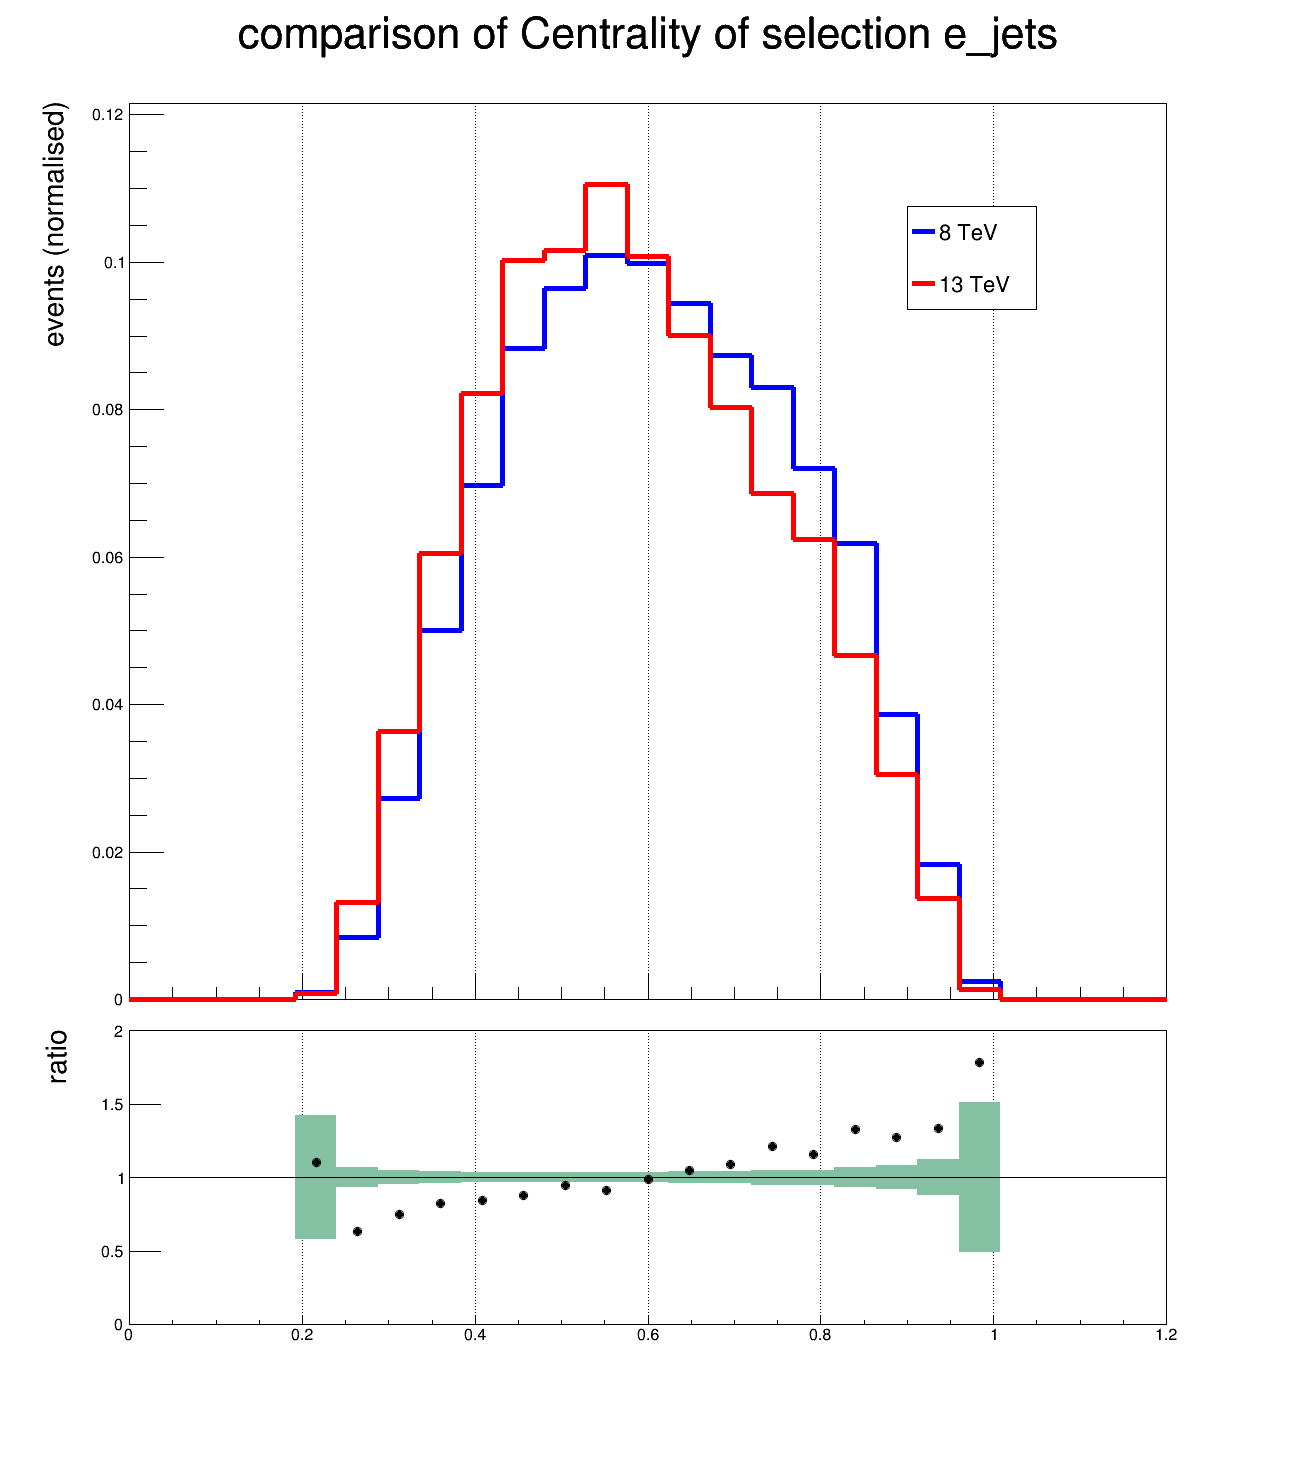 comparison of Centrality of selection e_jets
events (normalised)
0.12
0.1
0.08
0.06
0.04
0.02
0
8 TeV
13 TeV
ratio
2
1.5
1
0.5
0
0 0.2 0.4 0.6 0.8 1 1.2